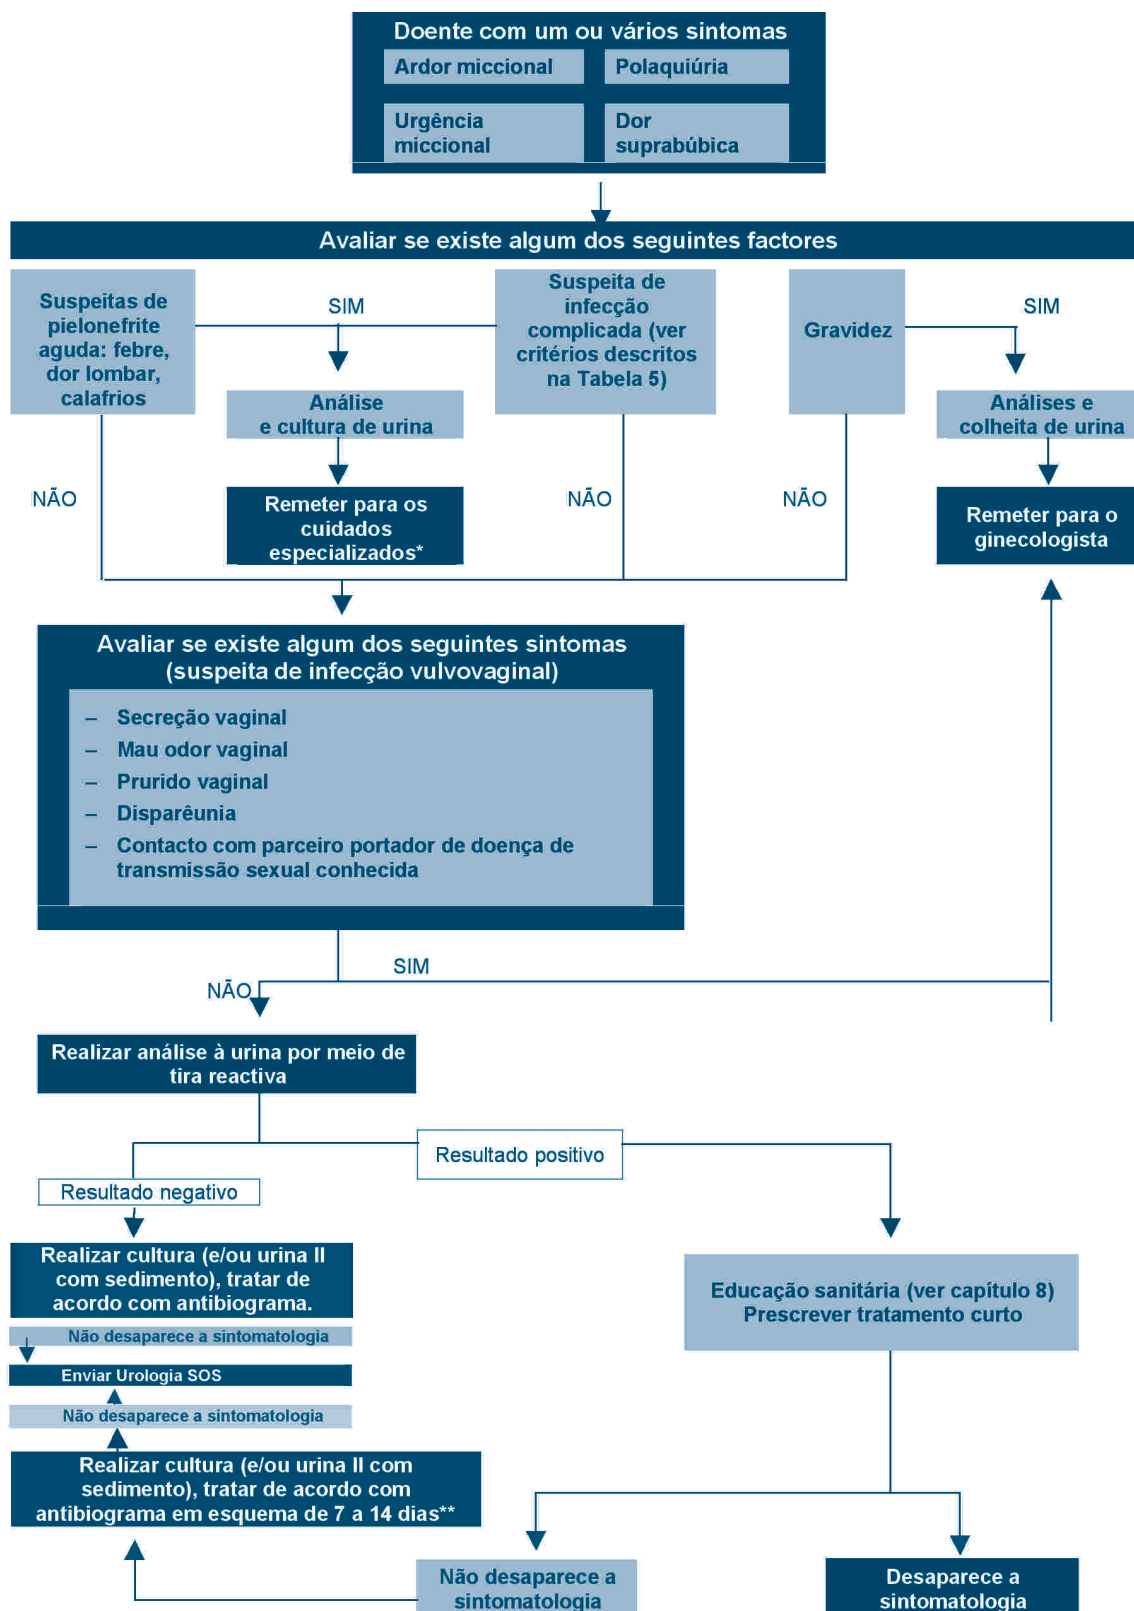 Doente com um ou vários sintomas
Ardor miccional
Polaquiúria
Urgência
miccional
Dor
suprabúbica
Avaliar se existe algum dos seguintes factores
Suspeitas de
pielonefrite
aguda: febre,
dor lombar,
calafrios
SIM
Suspeita de
infecção
complicada (ver
critérios descritos
na Tabela 5)
Gravidez
SIM
Análise
e cultura de urina
Análises e
colheita de urina
NÃO
Remeter para os
cuidados
especializados*
NÃO
NÃO
Remeter para o
ginecologista
Avaliar se existe algum dos seguintes sintomas
(suspeita de infecção vulvovaginal)
– Secreção vaginal
– Mau odor vaginal
– Prurido vaginal
– Disparêunia
– Contacto com parceiro portador de doença de
transmissão sexual conhecida
SIM
NÃO
Realizar análise à urina por meio de
tira reactiva
Resultado positivo
Resultado negativo
Realizar cultura (e/ou urina II
com sedimento), tratar de
acordo com antibiograma.
Educação sanitária (ver capítulo 8)
Prescrever tratamento curto
Não desaparece a sintomatologia
Enviar Urologia SOS
Não desaparece a sintomatologia
Realizar cultura (e/ou urina II com
sedimento), tratar de acordo com
antibiograma em esquema de 7 a 14 dias**
Não desaparece a
sintomatologia
Desaparece a
sintomatologia